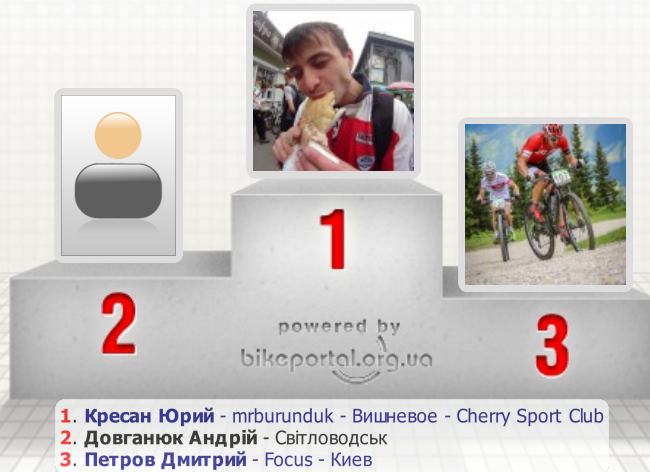 1
2
3
powered by
bikeportal.org.ua
1. Кресан Юрий - mrburunduk - Вишневое - Cherry Sport Club
2. Довганюк Андрій - Світловодськ
3. Петров Дмитрий - Focus - Киев